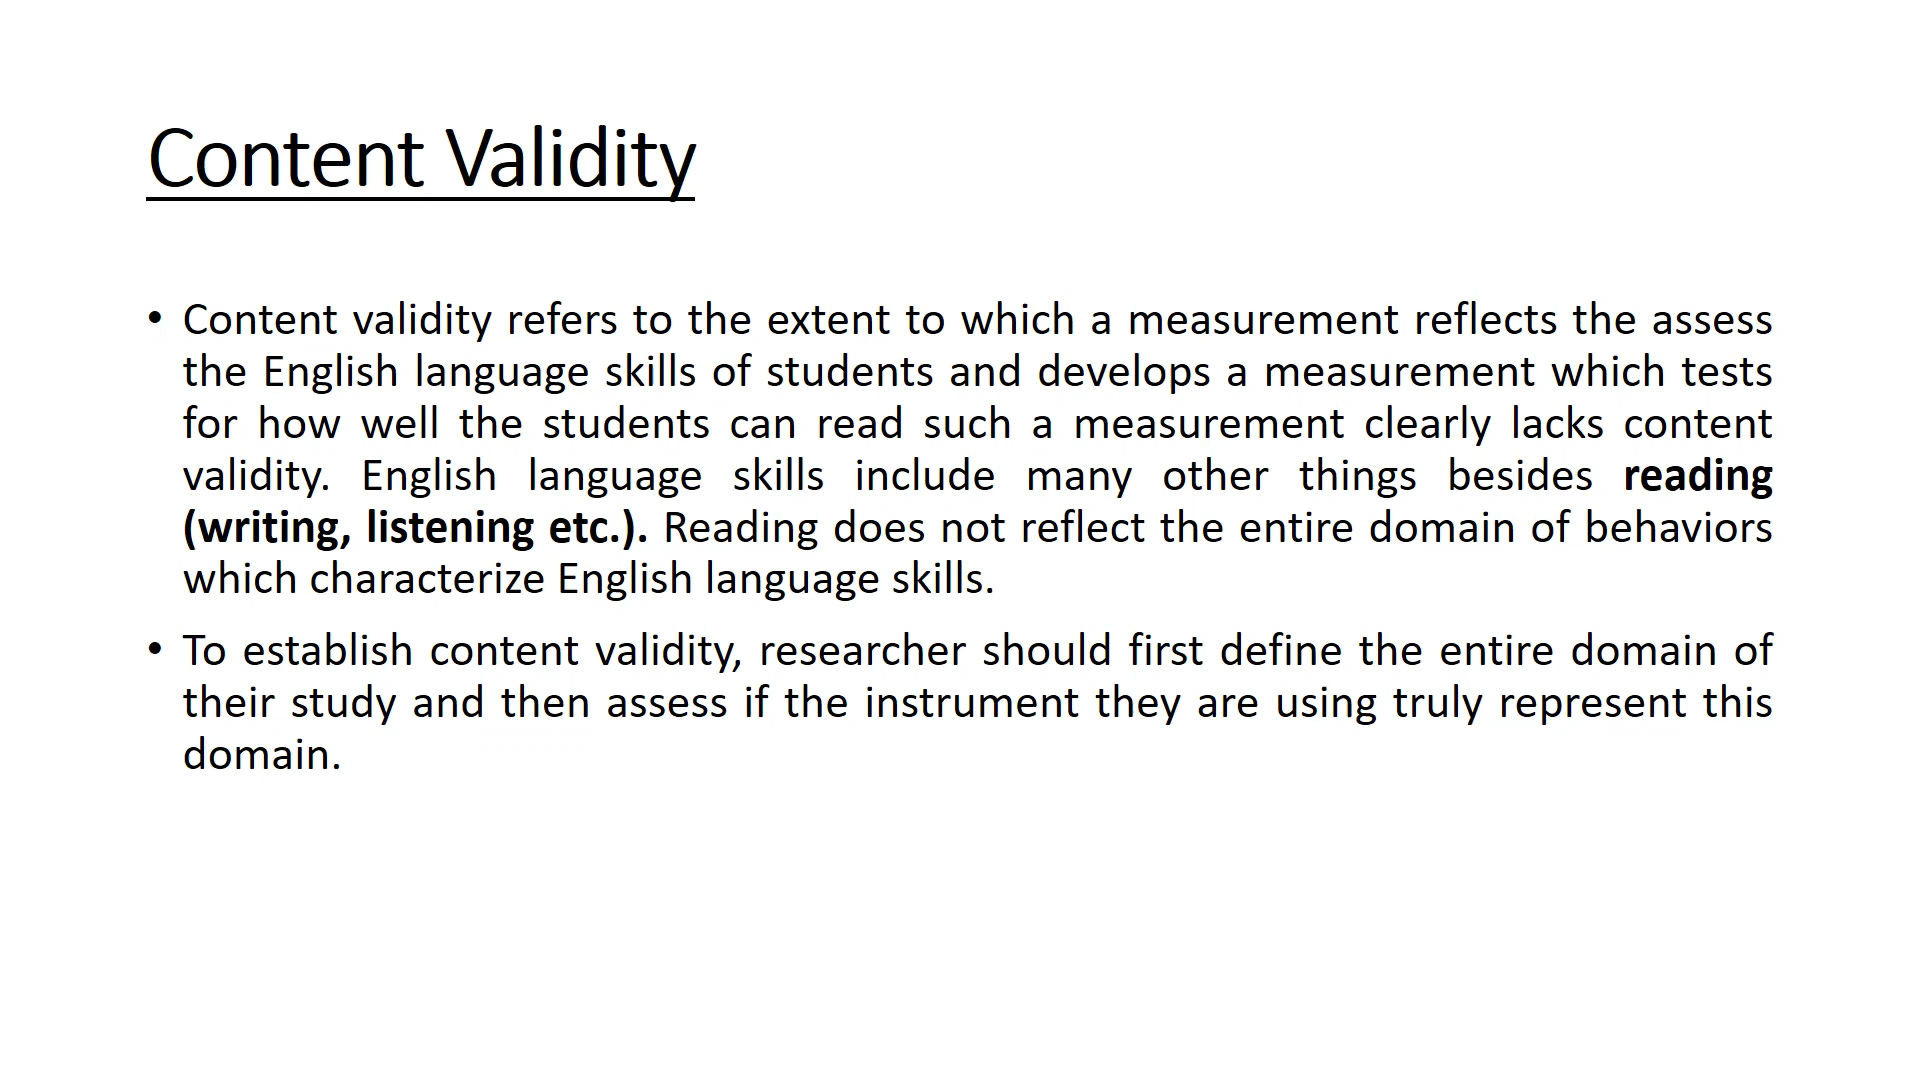 Content Validity
• Content validity refers to the extent to which a measurement reflects the assess
the English language skills of students and develops a measurement which tests
for how well the students can read such a measurement clearly lacks content
validity. English language skills include many other things besides reading
(writing, listening etc.). Reading does not reflect the entire domain of behaviors
which characterize English language skills.
• To establish content validity, researcher should first define the entire domain of
their study and then assess if the instrument they are using truly represent this
domain.